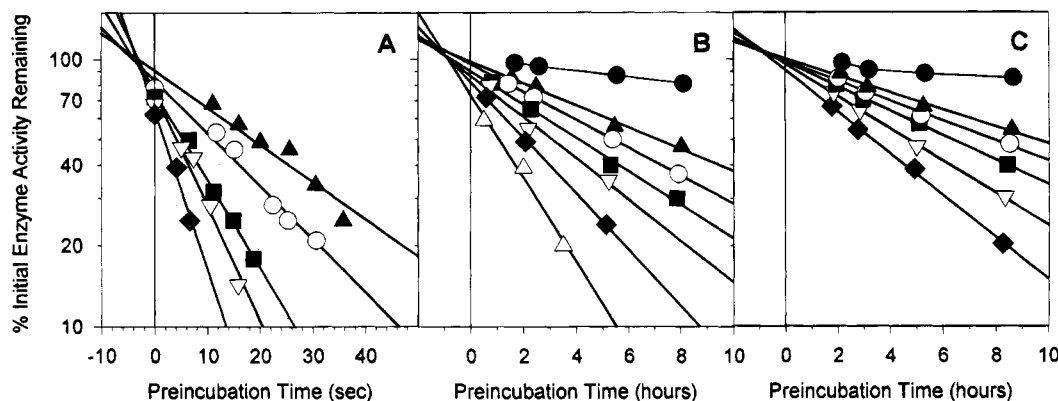 % Initial Enzyme Activity Remaining
100
70
40
20
10
A
B
C
-10 0 10 20 30 40
0 2 4 6 8 10
0 2 4 6 8 10
Preincubation Time (sec)
Preincubation Time (hours)
Preincubation Time (hours)